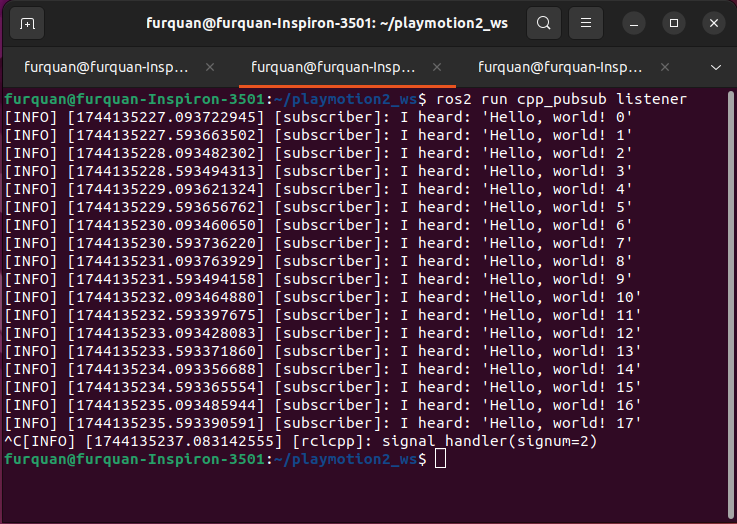 furquan@furquan-Inspiron-3501: ~/playmotion2_ws
furquan@furquan-Insp…
furquan@furquan-Insp…
furquan@furquan-Insp…
furquan@furquan-Inspiron-3501:~/playmotion2_ws$ ros2 run cpp_pubsub listener
[INFO] [1744135227.093722945] [subscriber]: I heard: 'Hello, world! 0'
[INFO] [1744135227.593663502] [subscriber]: I heard: 'Hello, world! 1'
[INFO] [1744135228.093482302] [subscriber]: I heard: 'Hello, world! 2'
[INFO] [1744135228.593494313] [subscriber]: I heard: 'Hello, world! 3'
[INFO] [1744135229.093621324] [subscriber]: I heard: 'Hello, world! 4'
[INFO] [1744135229.593656762] [subscriber]: I heard: 'Hello, world! 5'
[INFO] [1744135230.093460650] [subscriber]: I heard: 'Hello, world! 6'
[INFO] [1744135230.593736220] [subscriber]: I heard: 'Hello, world! 7'
[INFO] [1744135231.093763929] [subscriber]: I heard: 'Hello, world! 8'
[INFO] [1744135231.593494158] [subscriber]: I heard: 'Hello, world! 9'
[INFO] [1744135232.093464880] [subscriber]: I heard: 'Hello, world! 10'
[INFO] [1744135232.593397675] [subscriber]: I heard: 'Hello, world! 11'
[INFO] [1744135233.093428083] [subscriber]: I heard: 'Hello, world! 12'
[INFO] [1744135233.593371860] [subscriber]: I heard: 'Hello, world! 13'
[INFO] [1744135234.093356688] [subscriber]: I heard: 'Hello, world! 14'
[INFO] [1744135234.593365554] [subscriber]: I heard: 'Hello, world! 15'
[INFO] [1744135235.093485944] [subscriber]: I heard: 'Hello, world! 16'
[INFO] [1744135235.593390591] [subscriber]: I heard: 'Hello, world! 17'
^C[INFO] [1744135237.083142555] [rclcpp]: signal_handler(signum=2)
furquan@furquan-Inspiron-3501:~/playmotion2_ws$